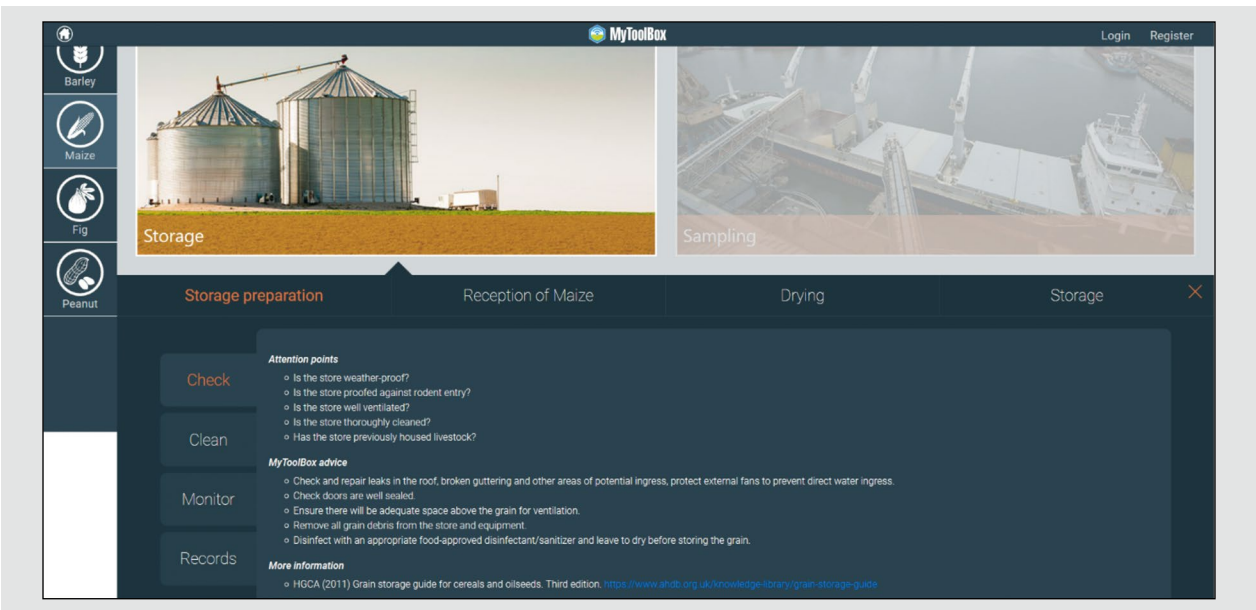 MyToolBox
Login Register
Barley
Maize
Fig
Peanut
Storage
Sampling
Storage preparation
Reception of Maize
Drying
Storage
Check
Clean
Monitor
Records
Attention points
Is the store weather-proof?
Is the store proofed against rodent entry?
Is the store well ventilated?
Is the store thoroughly cleaned?
Has the store previously housed livestock?
MyToolBox advice
Check and repair leaks in the roof, broken guttering and other areas of potential ingress, protect external fans to prevent direct water ingress.
Check doors are well sealed.
Ensure there will be adequate space above the grain for ventilation.
Remove all grain debris from the store and equipment.
Disinfect with an appropriate food-approved disinfectant/sanitizer and leave to dry before storing the grain.
More information
HGCA (2011) Grain storage guide for cereals and oilseeds. Third edition. https://www.ahdb.org.uk/knowledge-library/grain-storage-guide